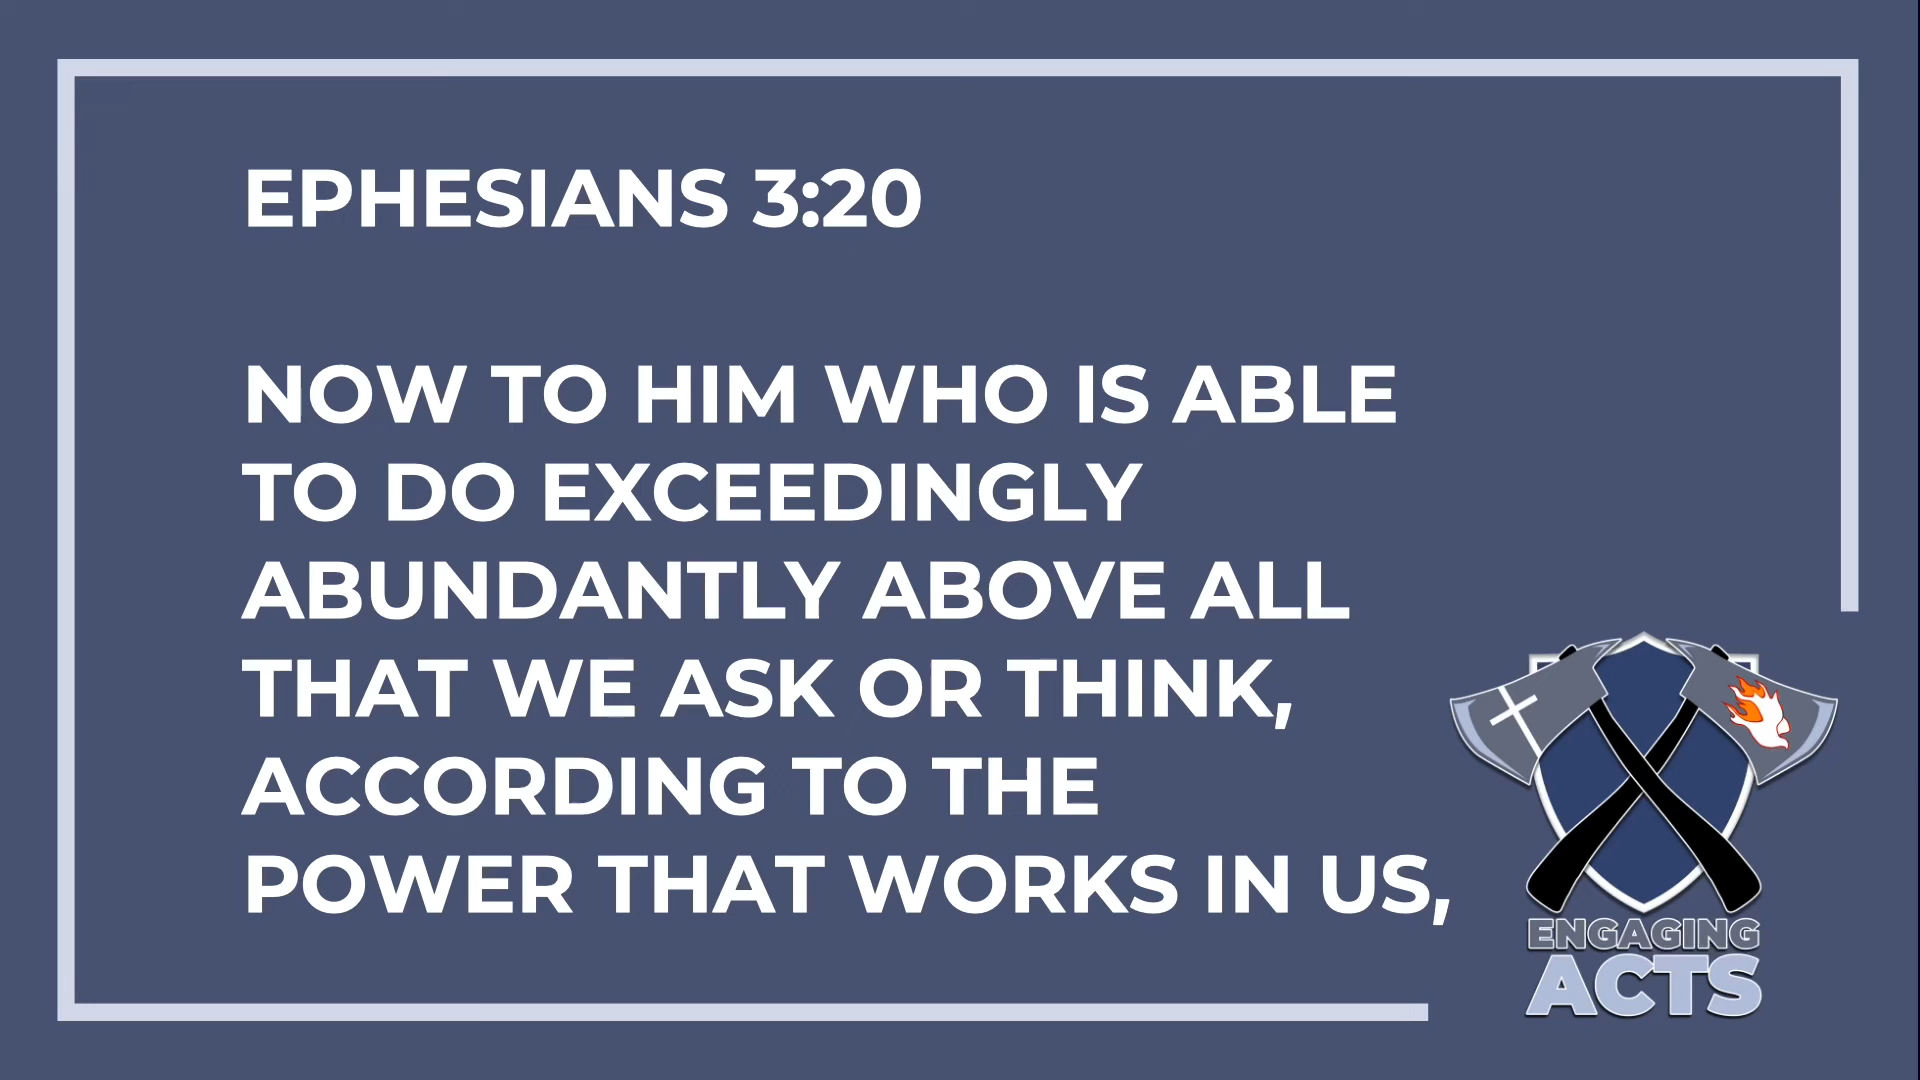 EPHESIANS 3:20
NOW TO HIM WHO IS ABLE
TO DO EXCEEDINGLY
ABUNDANTLY ABOVE ALL
THAT WE ASK OR THINK,
ACCORDING TO THE
POWER THAT WORKS IN US,
ENGAGING
ACTS